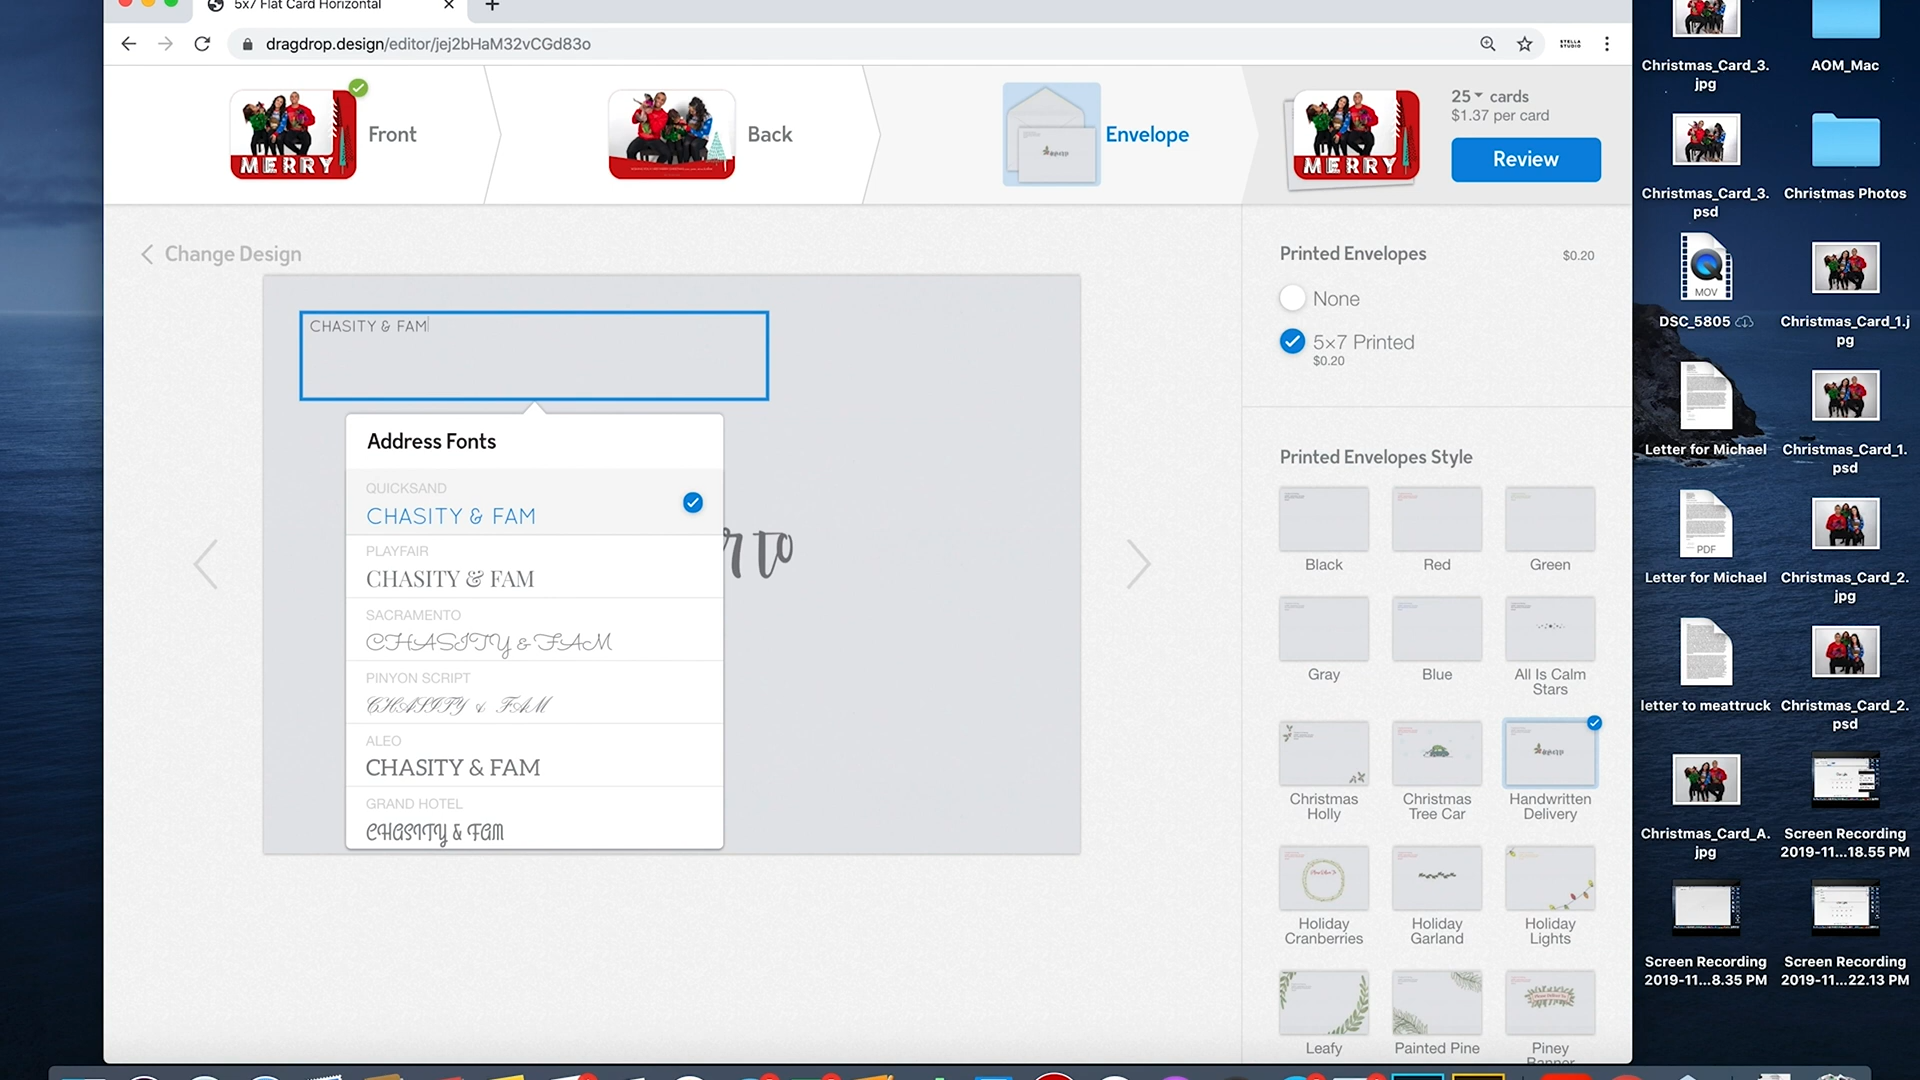 5x7 Flat Card Horizontal
dragdrop.design/editor/jej2bHaM32vCGd83o
STELLA
STUDIO
MERRY
Front
Back
Envelope
MERRY
25 cards
$1.37 per card
Review
Change Design
CHASITY & FAM
Address Fonts
QUICKSAND
CHASITY & FAM
PLAYFAIR
CHASITY & FAM
SACRAMENTO
CHASITY & FAM
PINYON SCRIPT
CHASITY & FAM
ALEO
CHASITY & FAM
GRAND HOTEL
CHASITY & FAM
to
Printed Envelopes
$0.20
None
5×7 Printed
$0.20
Printed Envelopes Style
Black
Red
Green
Gray
Blue
All Is Calm
Stars
Christmas
Holly
Christmas
Tree Car
Handwritten
Delivery
Holiday
Cranberries
Holiday
Garland
Holiday
Lights
Leafy
Painted Pine
Piney
Banner
Christmas_Card_3.
jpg
AOM_Mac
Christmas_Card_3.
psd
Christmas Photos
MOV
DSC_5805
Christmas_Card_1.j
pg
Letter for Michael
Christmas_Card_1.
psd
PDF
Letter for Michael
Christmas_Card_2.
jpg
letter to meattruck
Christmas_Card_2.
psd
Christmas_Card_A.
jpg
Screen Recording
2019-11...18.55 PM
Screen Recording
2019-11...8.35 PM
Screen Recording
2019-11...22.13 PM